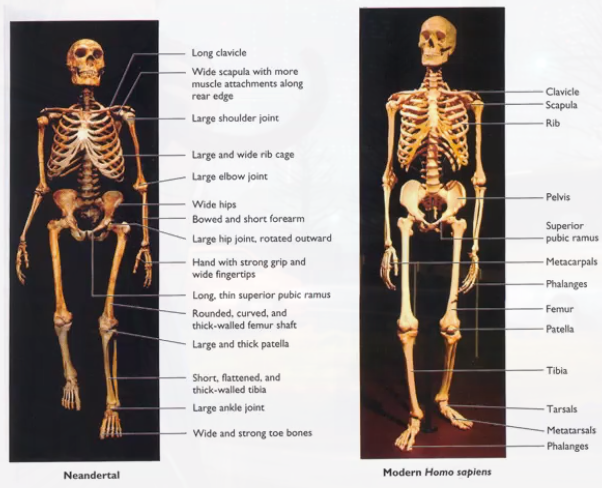 Long clavicle
Wide scapula with more
muscle attachments along
rear edge
Large shoulder joint
Large and wide rib cage
Large elbow joint
Wide hips
Bowed and short forearm
Large hip joint, rotated outward
Hand with strong grip and
wide fingertips
Long, thin superior pubic ramus
Rounded, curved, and
thick-walled femur shaft
Large and thick patella
Short, flattened, and
thick-walled tibia
Large ankle joint
Wide and strong toe bones
Neandertal
Clavicle
Scapula
Rib
Pelvis
Superior
pubic ramus
Metacarpals
Phalanges
Femur
Patella
Tibia
Tarsals
Metatarsals
Phalanges
Modern Homo sapiens